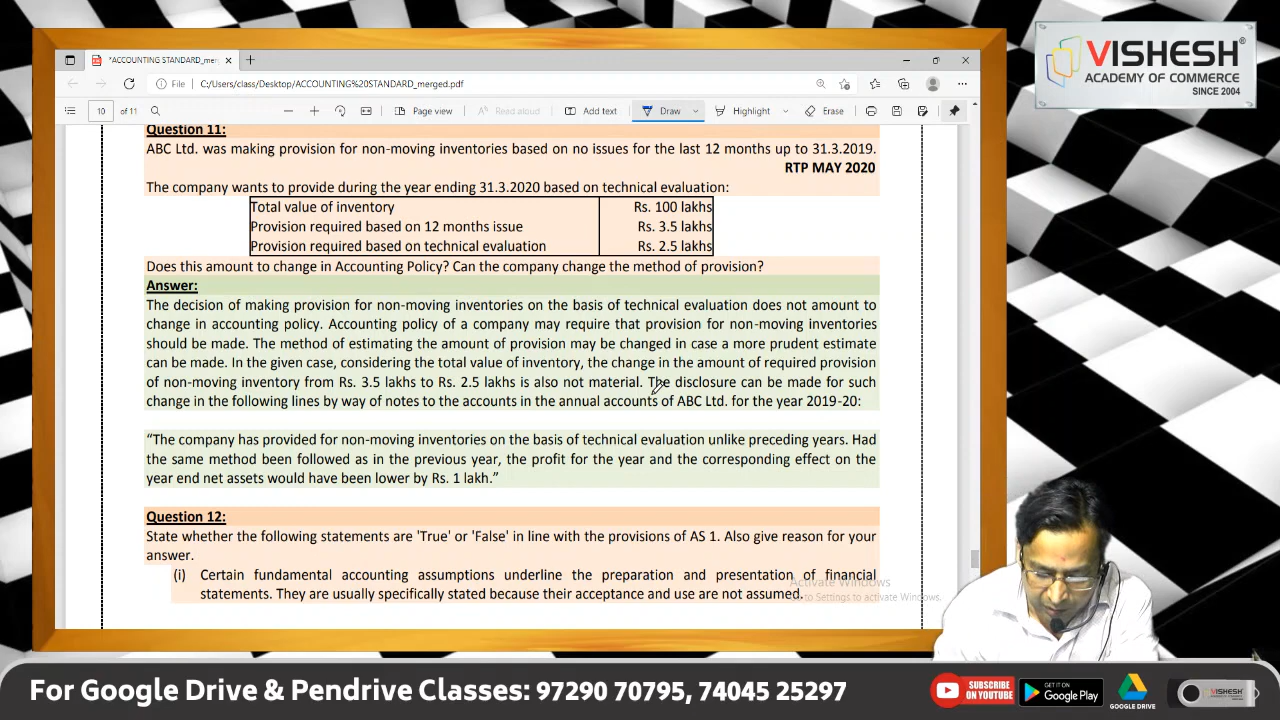 *ACCOUNTING STANDARD_mer
File
C:/Users/class/Desktop/ACCOUNTING%20STANDARD_merged.pdf
10 of 11
Page view
Read aloud
Add text
Draw
Highlight
Erase
VISHESH®
ACADEMY OF COMMERCE
SINCE 2004
Question 11:
ABC Ltd. was making provision for non-moving inventories based on no issues for the last 12 months up to 31.3.2019.
RTP MAY 2020
The company wants to provide during the year ending 31.3.2020 based on technical evaluation:
Total value of inventory Rs. 100 lakhs
Provision required based on 12 months issue Rs. 3.5 lakhs
Provision required based on technical evaluation Rs. 2.5 lakhs
Does this amount to change in Accounting Policy? Can the company change the method of provision?
Answer:
The decision of making provision for non-moving inventories on the basis of technical evaluation does not amount to
change in accounting policy. Accounting policy of a company may require that provision for non-moving inventories
should be made. The method of estimating the amount of provision may be changed in case a more prudent estimate
can be made. In the given case, considering the total value of inventory, the change in the amount of required provision
of non-moving inventory from Rs. 3.5 lakhs to Rs. 2.5 lakhs is also not material. The disclosure can be made for such
change in the following lines by way of notes to the accounts in the annual accounts of ABC Ltd. for the year 2019-20:
“The company has provided for non-moving inventories on the basis of technical evaluation unlike preceding years. Had
the same method been followed as in the previous year, the profit for the year and the corresponding effect on the
year end net assets would have been lower by Rs. 1 lakh.”
Question 12:
State whether the following statements are 'True' or 'False' in line with the provisions of AS 1. Also give reason for your
answer.
(i) Certain fundamental accounting assumptions underline the preparation and presentation of financial
statements. They are usually specifically stated because their acceptance and use are not assumed.
Activate Windows
to Settings to activate Windows.
For Google Drive & Pendrive Classes: 97290 70795, 74045 25297
SUBSCRIBE
ON YOUTUBE
GET IT ON
Google Play
GOOGLE DRIVE
VISHESH